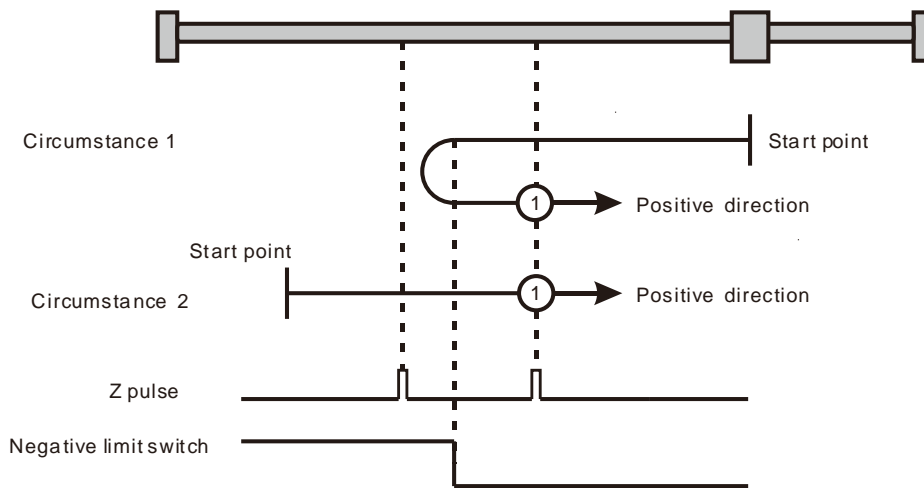 Circumstance 1
Start point
1
Positive direction
Start point
Circumstance 2
1
Positive direction
Z pulse
Negative limit switch